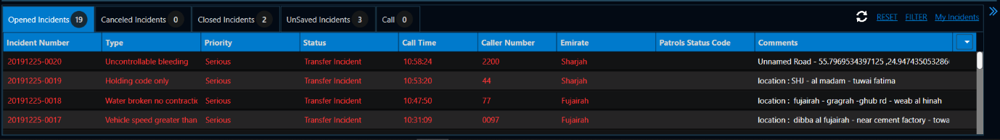 Opened Incidents 19 Canceled Incidents 0 Closed Incidents 2 UnSaved Incidents 3 Call 0 RESET FILTER My Incidents
Incident Number Type Priority Status Call Time Caller Number Emirate Patrols Status Code Comments
20191225-0020 Uncontrollable bleeding Serious Transfer Incident 10:58:24 2200 Sharjah Unnamed Road - 55.7969534397125 ,24.947435053286
20191225-0019 Holding code only Serious Transfer Incident 10:53:20 44 Sharjah location : SHJ - al madam - tuwai fatima
20191225-0018 Water broken no contractic Serious Transfer Incident 10:47:50 77 Fujairah location : fujairah - gragrah -ghub rd - weab al hinah
20191225-0017 Vehicle speed greater than Serious Transfer Incident 10:31:09 0097 Fujairah location : dibba al fujairah - near cement factory - towa